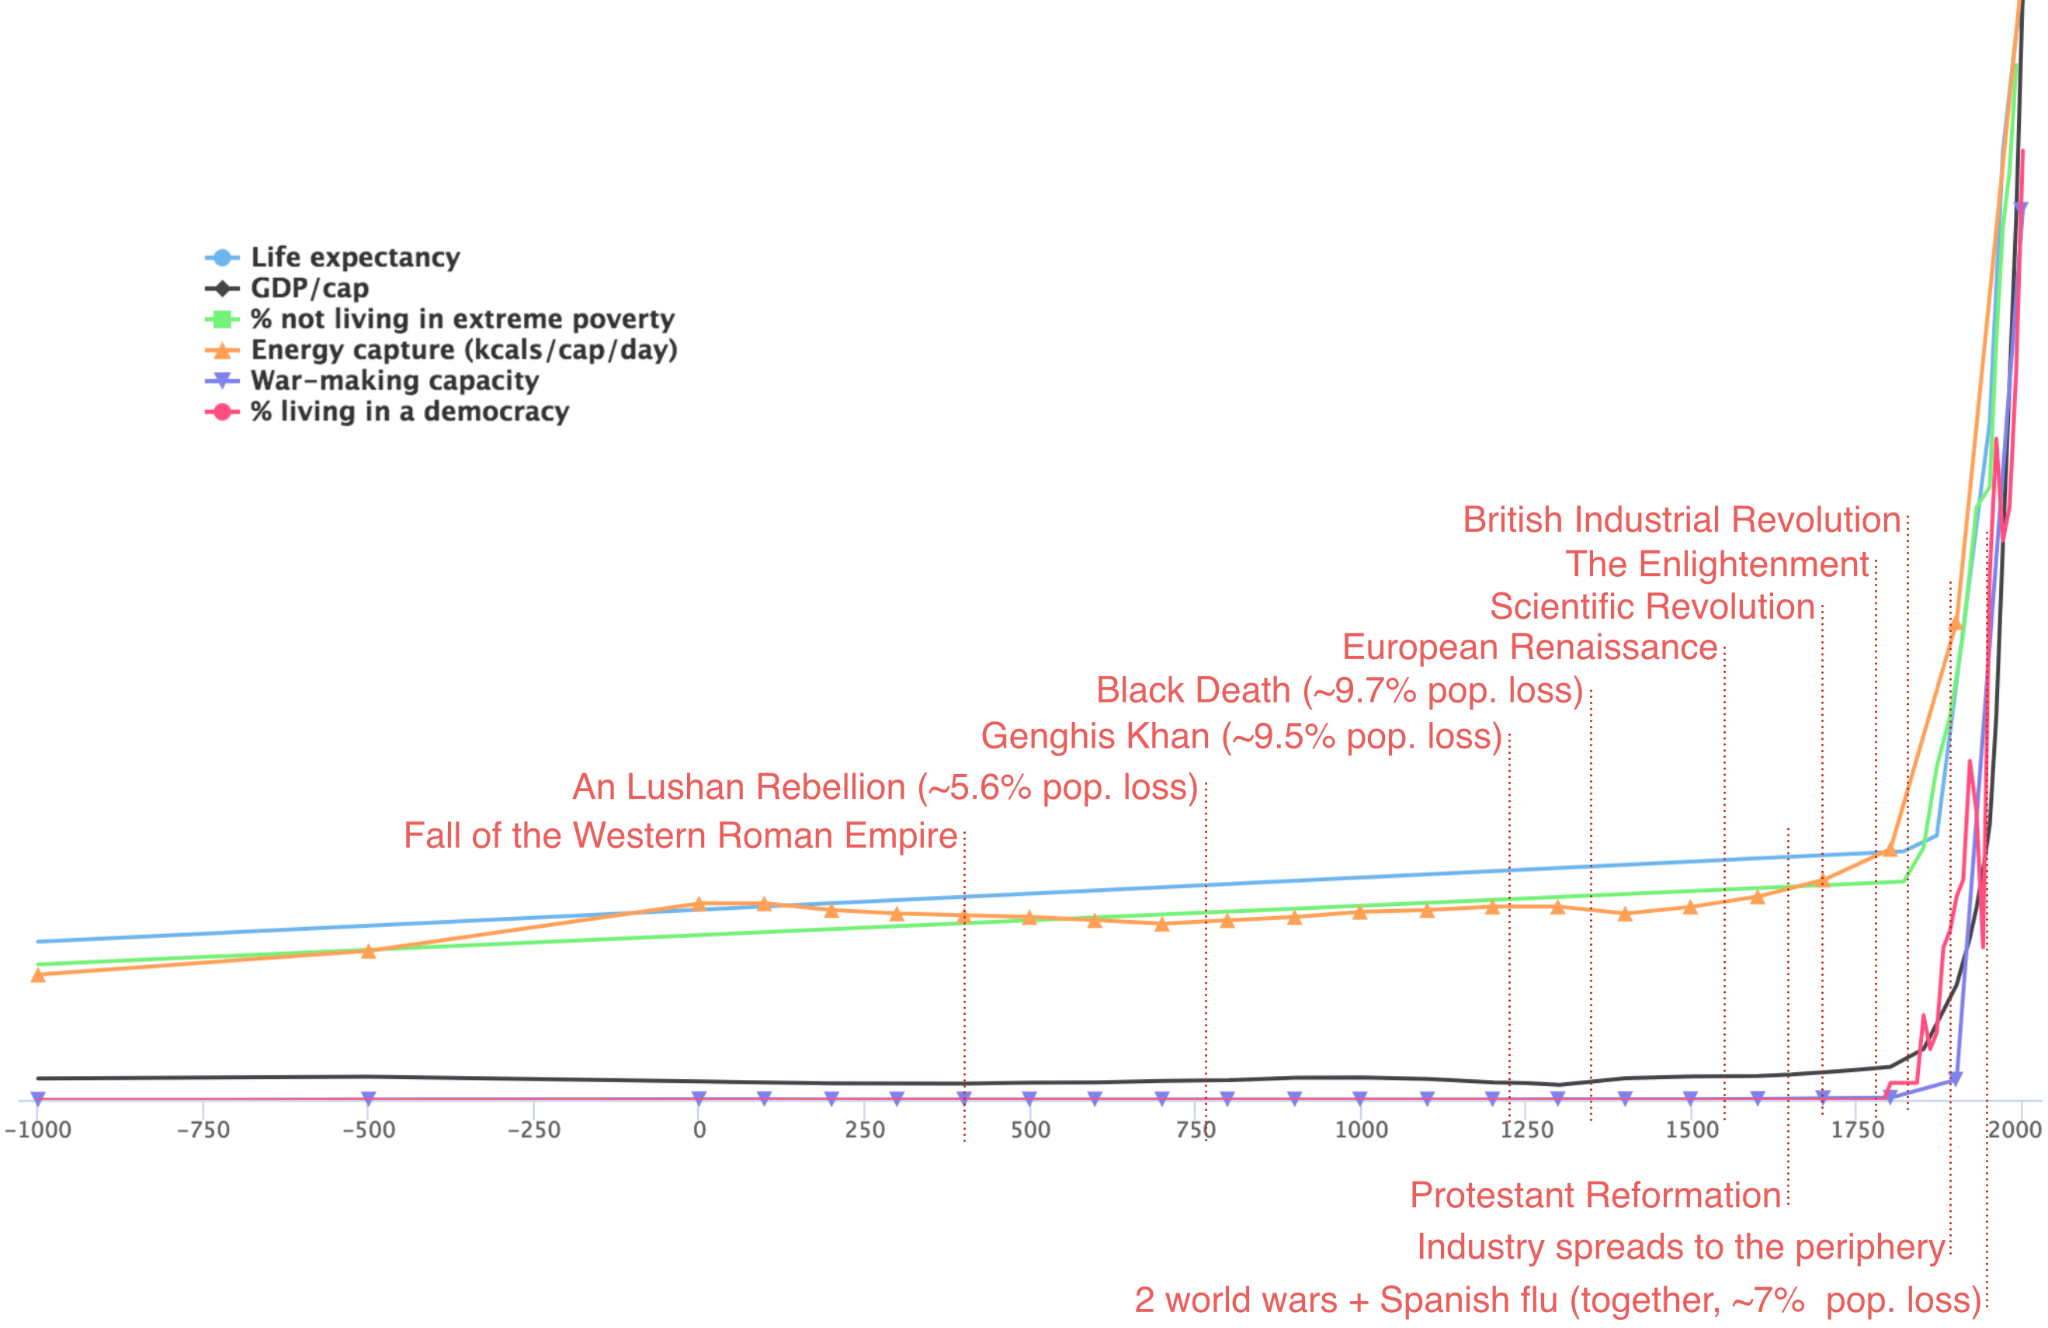 Life expectancy
GDP/cap
% not living in extreme poverty
Energy capture (kcals/cap/day)
War-making capacity
% living in a democracy
British Industrial Revolution
The Enlightenment
Scientific Revolution
European Renaissance
Black Death (~9.7% pop. loss)
Genghis Khan (~9.5% pop. loss)
An Lushan Rebellion (~5.6% pop. loss)
Fall of the Western Roman Empire
-1000 -750 -500 -250 0 250 500 750 1000 1250 1500 1750 2000
Protestant Reformation
Industry spreads to the periphery
2 world wars + Spanish flu (together, ~7% pop. loss)